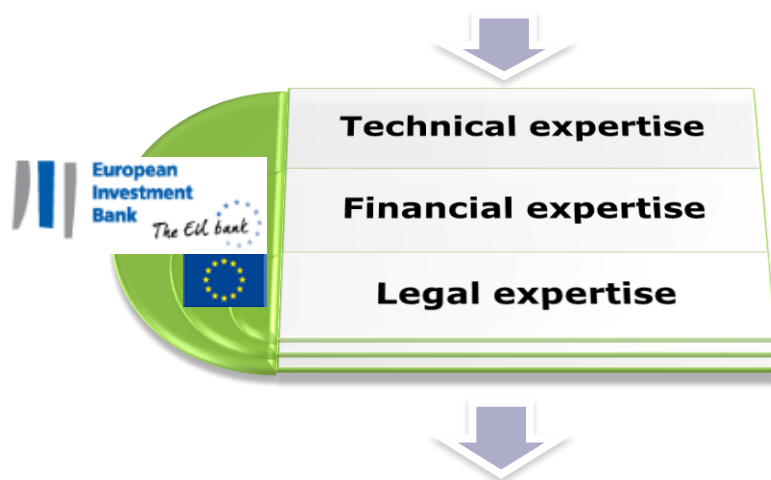 Technical expertise
European
Investment
Bank
The EU bank
Financial expertise
Legal expertise